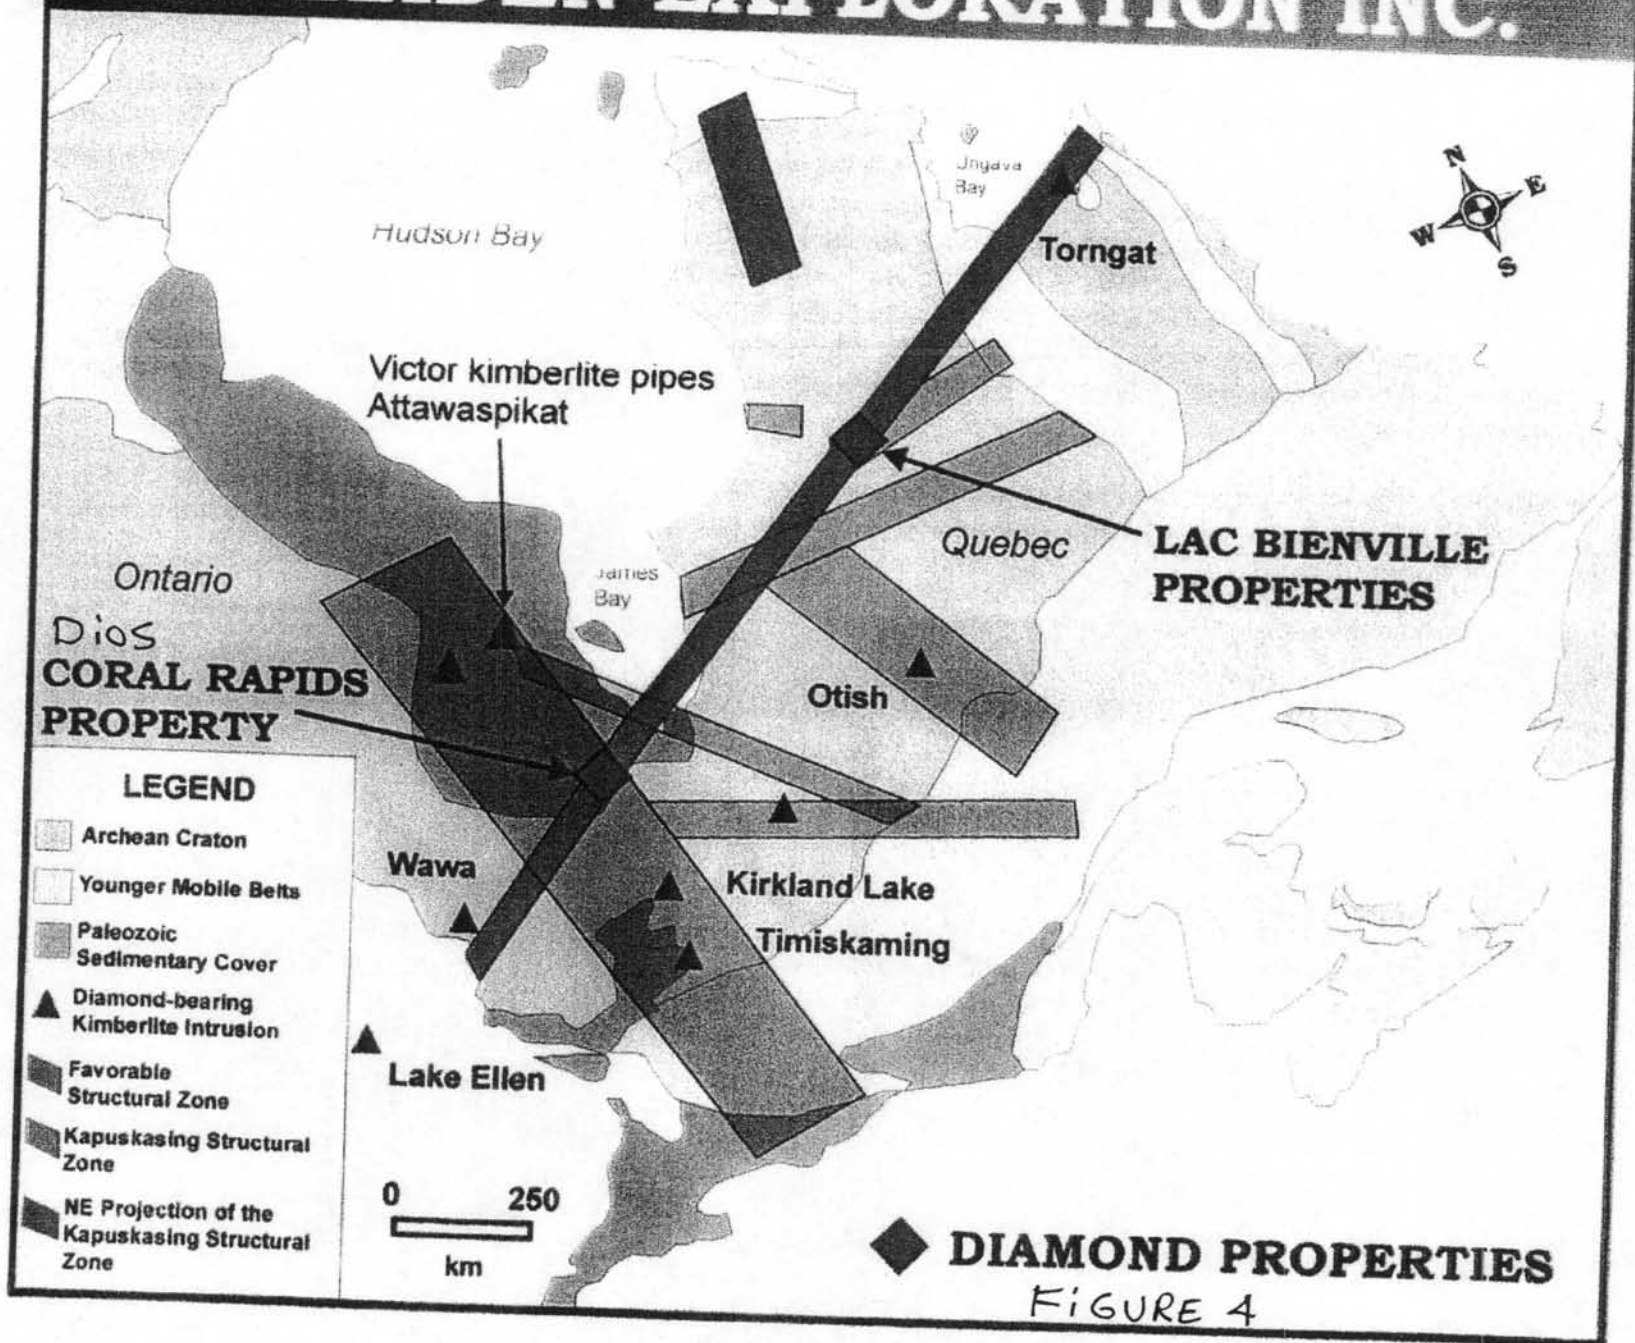 EXPLORATION INC.
Hudson Bay
Ungava
Bay
N
E
W
S
Torngat
Victor kimberlite pipes
Attawaspikat
Ontario
James
Bay
Quebec
LAC BIENVILLE
PROPERTIES
Dios
CORAL RAPIDS
PROPERTY
Otish
LEGEND
Archean Craton
Younger Mobile Belts
Paleozoic
Sedimentary Cover
Diamond-bearing
Kimberlite Intrusion
Favorable
Structural Zone
Kapuskasing Structural
Zone
NE Projection of the
Kapuskasing Structural
Zone
Wawa
Kirkland Lake
Timiskaming
Lake Ellen
0 250
km
DIAMOND PROPERTIES
FiGURE 4